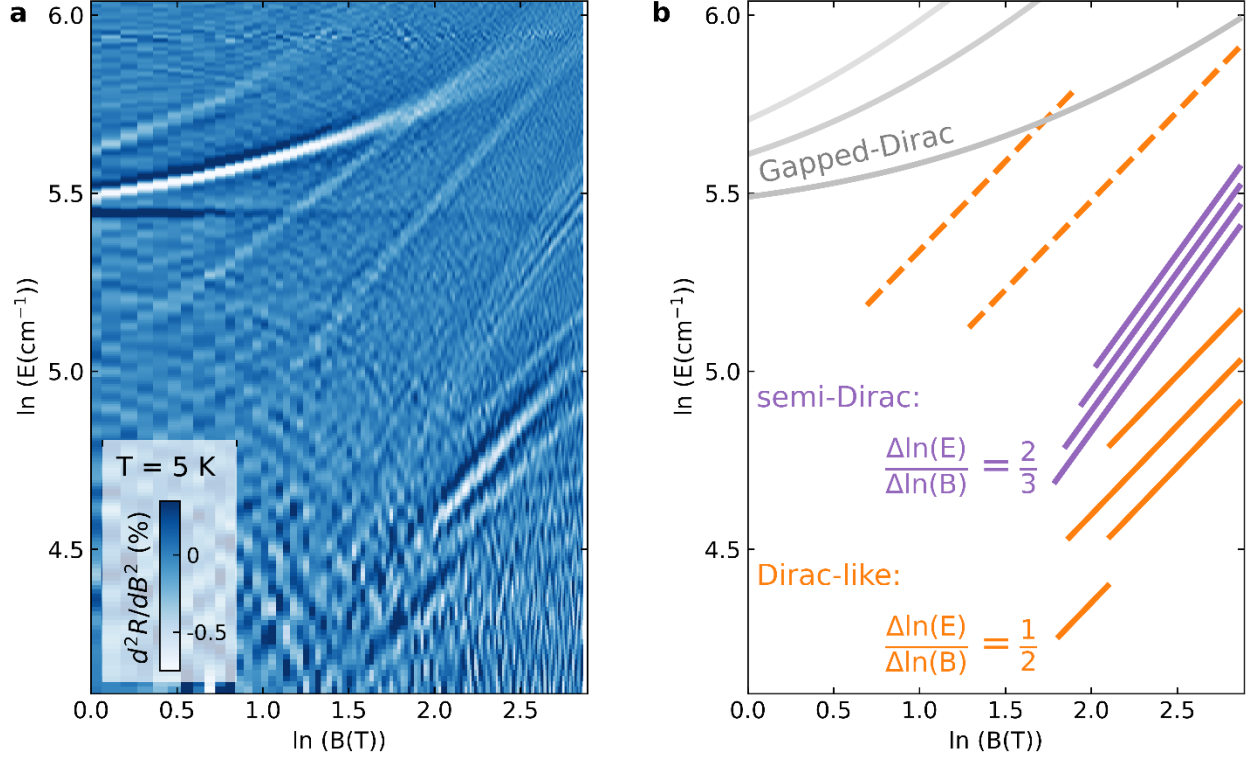 a
6.0
5.5
5.0
4.5
ln (E(cm⁻¹))
T = 5 K
d²R/dB² (%)
0
-0.5
0.0 0.5 1.0 1.5 2.0 2.5
ln (B(T))
b
6.0
5.5
5.0
4.5
ln (E(cm⁻¹))
Gapped-Dirac
semi-Dirac:
Δln(E)/Δln(B) = 2/3
Dirac-like:
Δln(E)/Δln(B) = 1/2
0.0 0.5 1.0 1.5 2.0 2.5
ln (B(T))